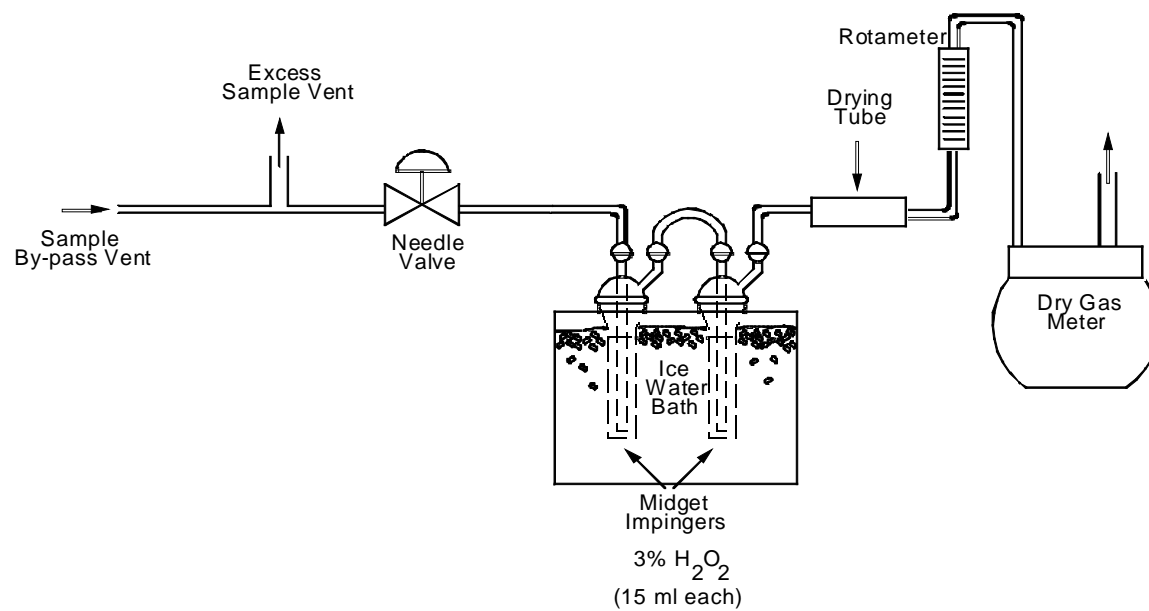 Rotameter
Excess
Sample Vent
Drying
Tube
Sample
By-pass Vent
Needle
Valve
Dry Gas
Meter
Ice
Water
Bath
Midget
Impingers
3% H2O2
(15 ml each)